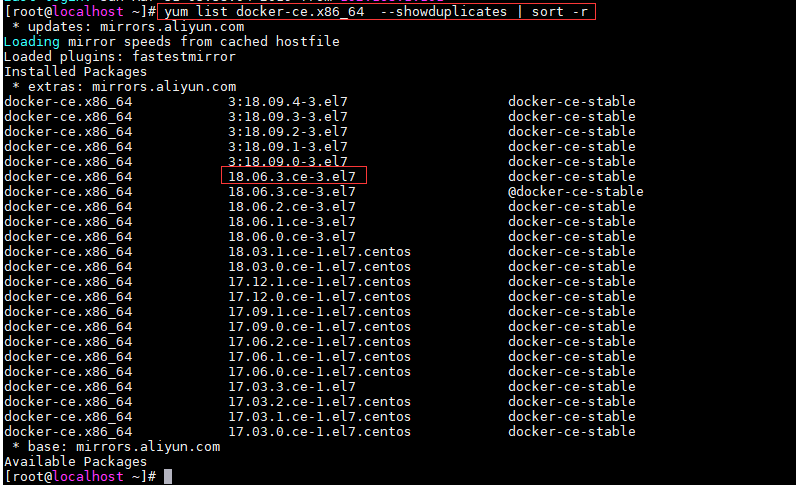 [root@localhost ~]# yum list docker-ce.x86_64  --showduplicates | sort -r
 * updates: mirrors.aliyun.com
Loading mirror speeds from cached hostfile
Loaded plugins: fastestmirror
Installed Packages
 * extras: mirrors.aliyun.com
docker-ce.x86_64            3:18.09.4-3.el7                    docker-ce-stable
docker-ce.x86_64            3:18.09.3-3.el7                    docker-ce-stable
docker-ce.x86_64            3:18.09.2-3.el7                    docker-ce-stable
docker-ce.x86_64            3:18.09.1-3.el7                    docker-ce-stable
docker-ce.x86_64            3:18.09.0-3.el7                    docker-ce-stable
docker-ce.x86_64            18.06.3.ce-3.el7                   docker-ce-stable
docker-ce.x86_64            18.06.3.ce-3.el7                   @docker-ce-stable
docker-ce.x86_64            18.06.2.ce-3.el7                   docker-ce-stable
docker-ce.x86_64            18.06.1.ce-3.el7                   docker-ce-stable
docker-ce.x86_64            18.06.0.ce-3.el7                   docker-ce-stable
docker-ce.x86_64            18.03.1.ce-1.el7.centos            docker-ce-stable
docker-ce.x86_64            18.03.0.ce-1.el7.centos            docker-ce-stable
docker-ce.x86_64            17.12.1.ce-1.el7.centos            docker-ce-stable
docker-ce.x86_64            17.12.0.ce-1.el7.centos            docker-ce-stable
docker-ce.x86_64            17.09.1.ce-1.el7.centos            docker-ce-stable
docker-ce.x86_64            17.09.0.ce-1.el7.centos            docker-ce-stable
docker-ce.x86_64            17.06.2.ce-1.el7.centos            docker-ce-stable
docker-ce.x86_64            17.06.1.ce-1.el7.centos            docker-ce-stable
docker-ce.x86_64            17.06.0.ce-1.el7.centos            docker-ce-stable
docker-ce.x86_64            17.03.3.ce-1.el7                   docker-ce-stable
docker-ce.x86_64            17.03.2.ce-1.el7.centos            docker-ce-stable
docker-ce.x86_64            17.03.1.ce-1.el7.centos            docker-ce-stable
docker-ce.x86_64            17.03.0.ce-1.el7.centos            docker-ce-stable
 * base: mirrors.aliyun.com
Available Packages
[root@localhost ~]#